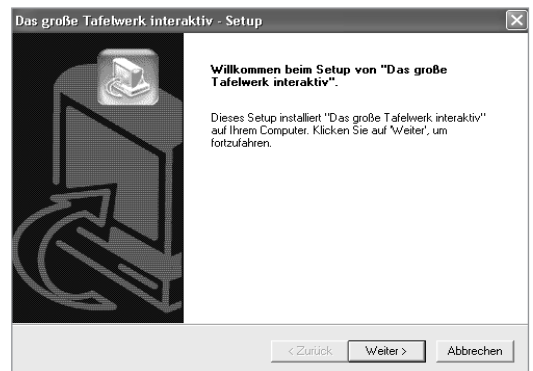 Das große Tafelwerk interaktiv - Setup
Willkommen beim Setup von "Das große
Tafelwerk interaktiv".
Dieses Setup installiert "Das große Tafelwerk interaktiv"
auf Ihrem Computer. Klicken Sie auf 'Weiter', um
fortzufahren.
< Zurück Weiter > Abbrechen